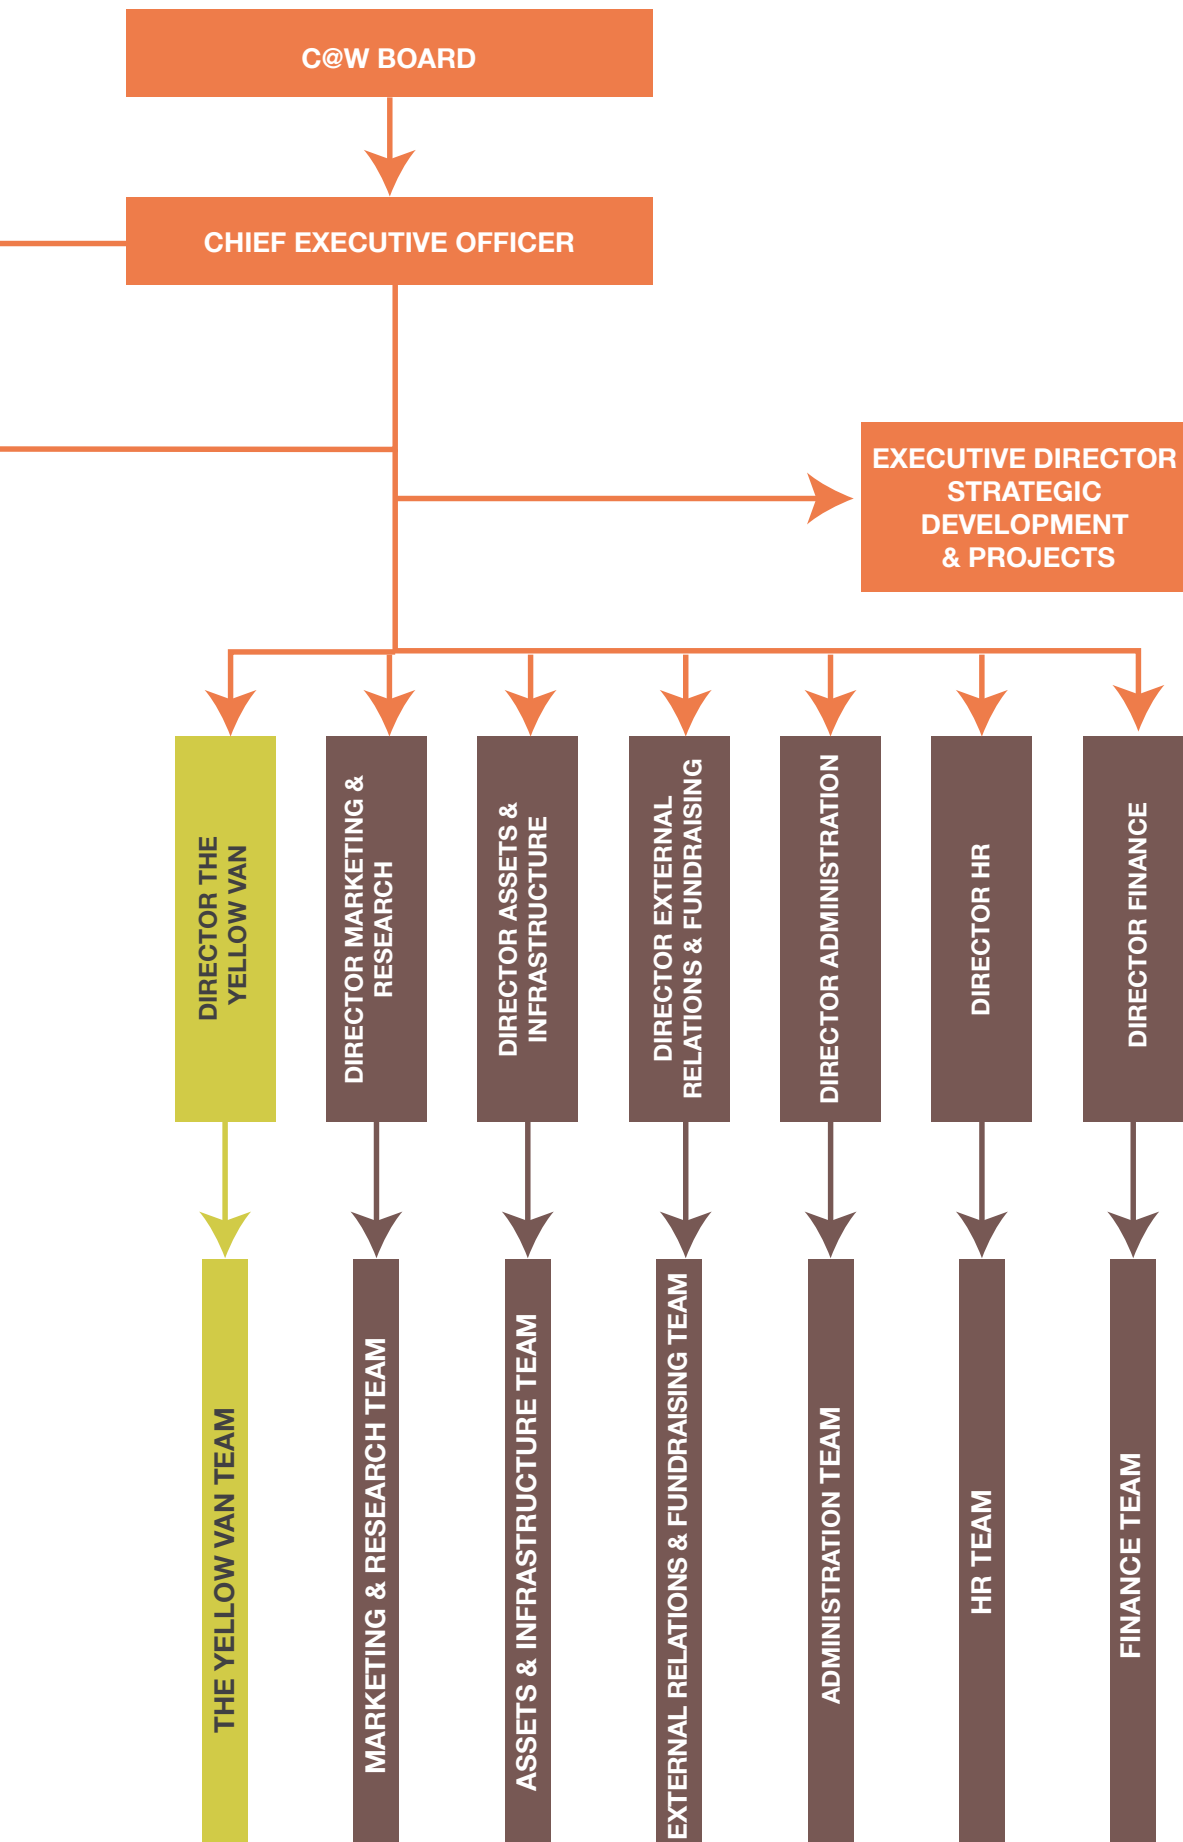 C@W BOARD
CHIEF EXECUTIVE OFFICER
EXECUTIVE DIRECTOR
STRATEGIC
DEVELOPMENT
& PROJECTS
DIRECTOR THE
YELLOW VAN
DIRECTOR MARKETING &
RESEARCH
DIRECTOR ASSETS &
INFRASTRUCTURE
DIRECTOR EXTERNAL
RELATIONS & FUNDRAISING
DIRECTOR ADMINISTRATION
DIRECTOR HR
DIRECTOR FINANCE
THE YELLOW VAN TEAM
MARKETING & RESEARCH TEAM
ASSETS & INFRASTRUCTURE TEAM
EXTERNAL RELATIONS & FUNDRAISING TEAM
ADMINISTRATION TEAM
HR TEAM
FINANCE TEAM